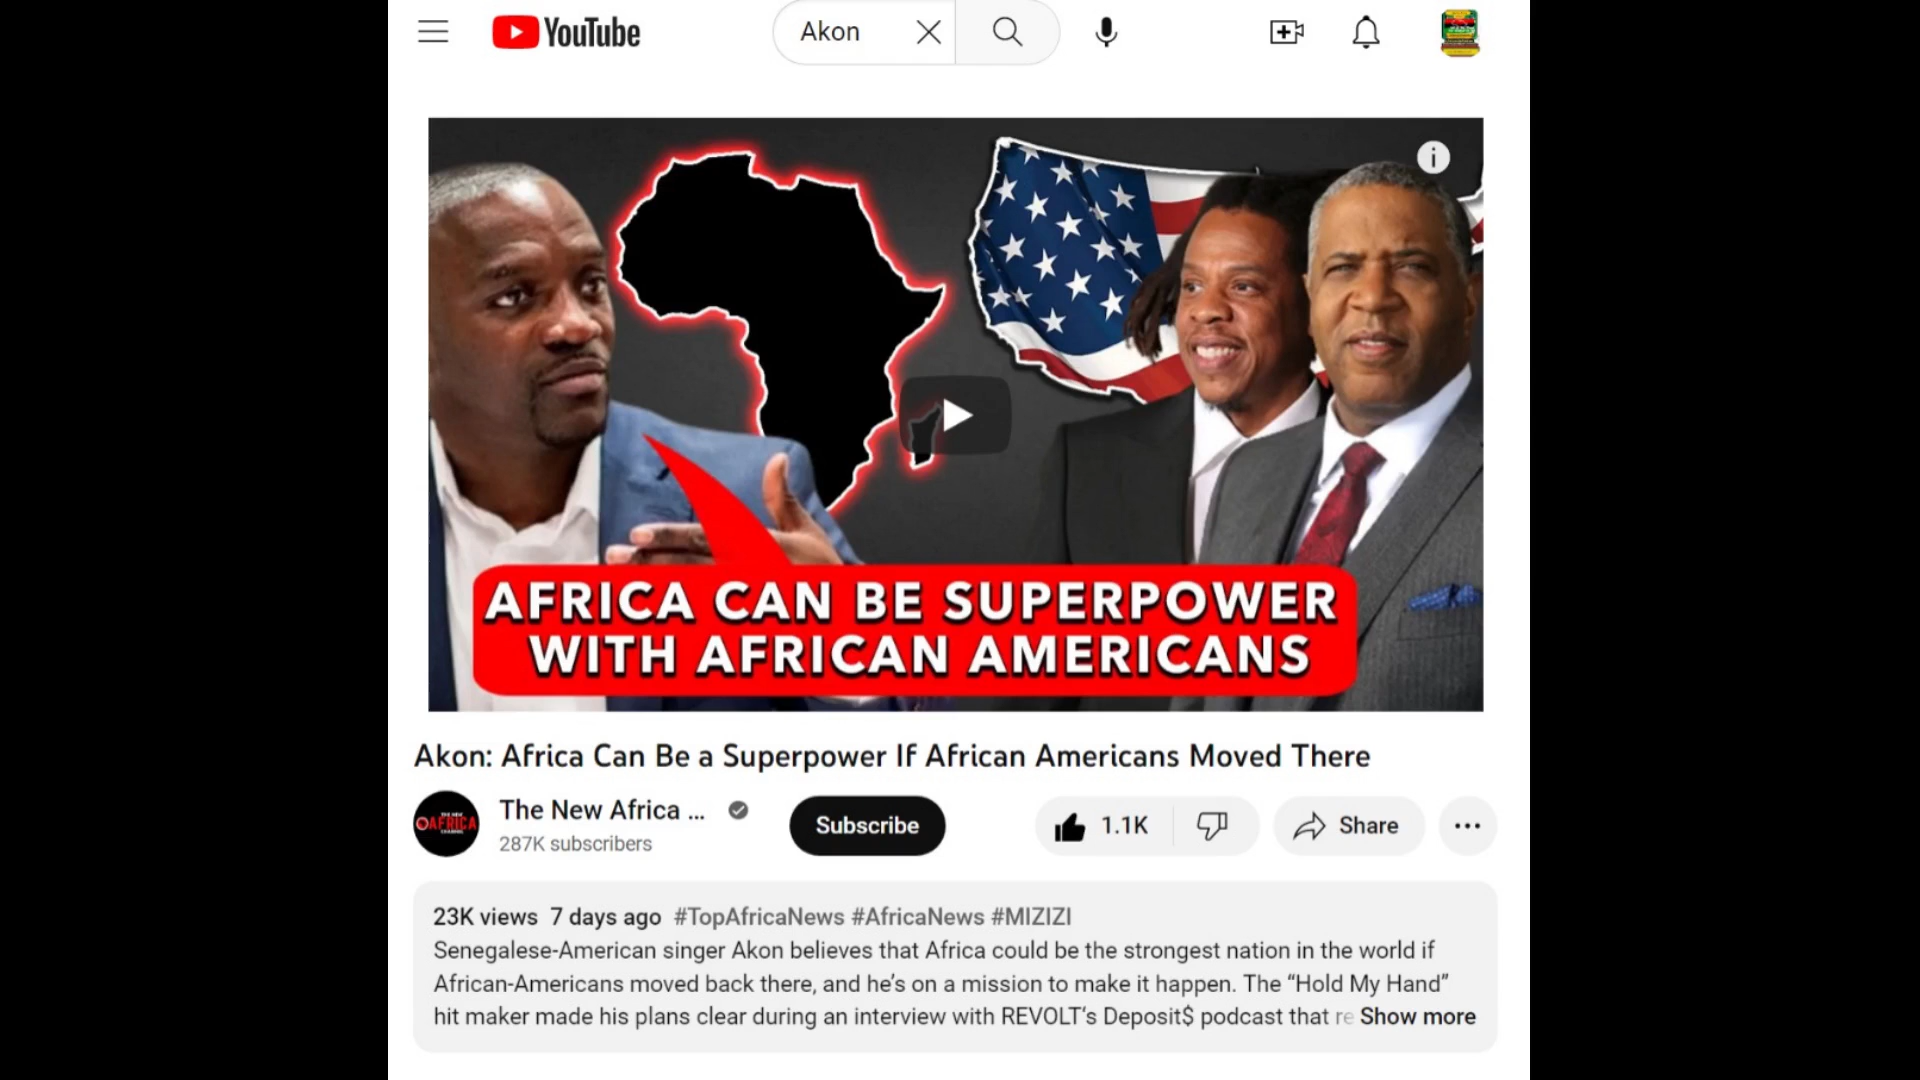 YouTube
Akon
AFRICA CAN BE SUPERPOWER
WITH AFRICAN AMERICANS
Akon: Africa Can Be a Superpower If African Americans Moved There
The New Africa ...
287K subscribers
AFRICA
Subscribe
1.1K
Share
23K views 7 days ago #TopAfricaNews #AfricaNews #MIZIZI
Senegalese-American singer Akon believes that Africa could be the strongest nation in the world if
African-Americans moved back there, and he's on a mission to make it happen. The “Hold My Hand”
hit maker made his plans clear during an interview with REVOLT's Deposit$ podcast that re Show more